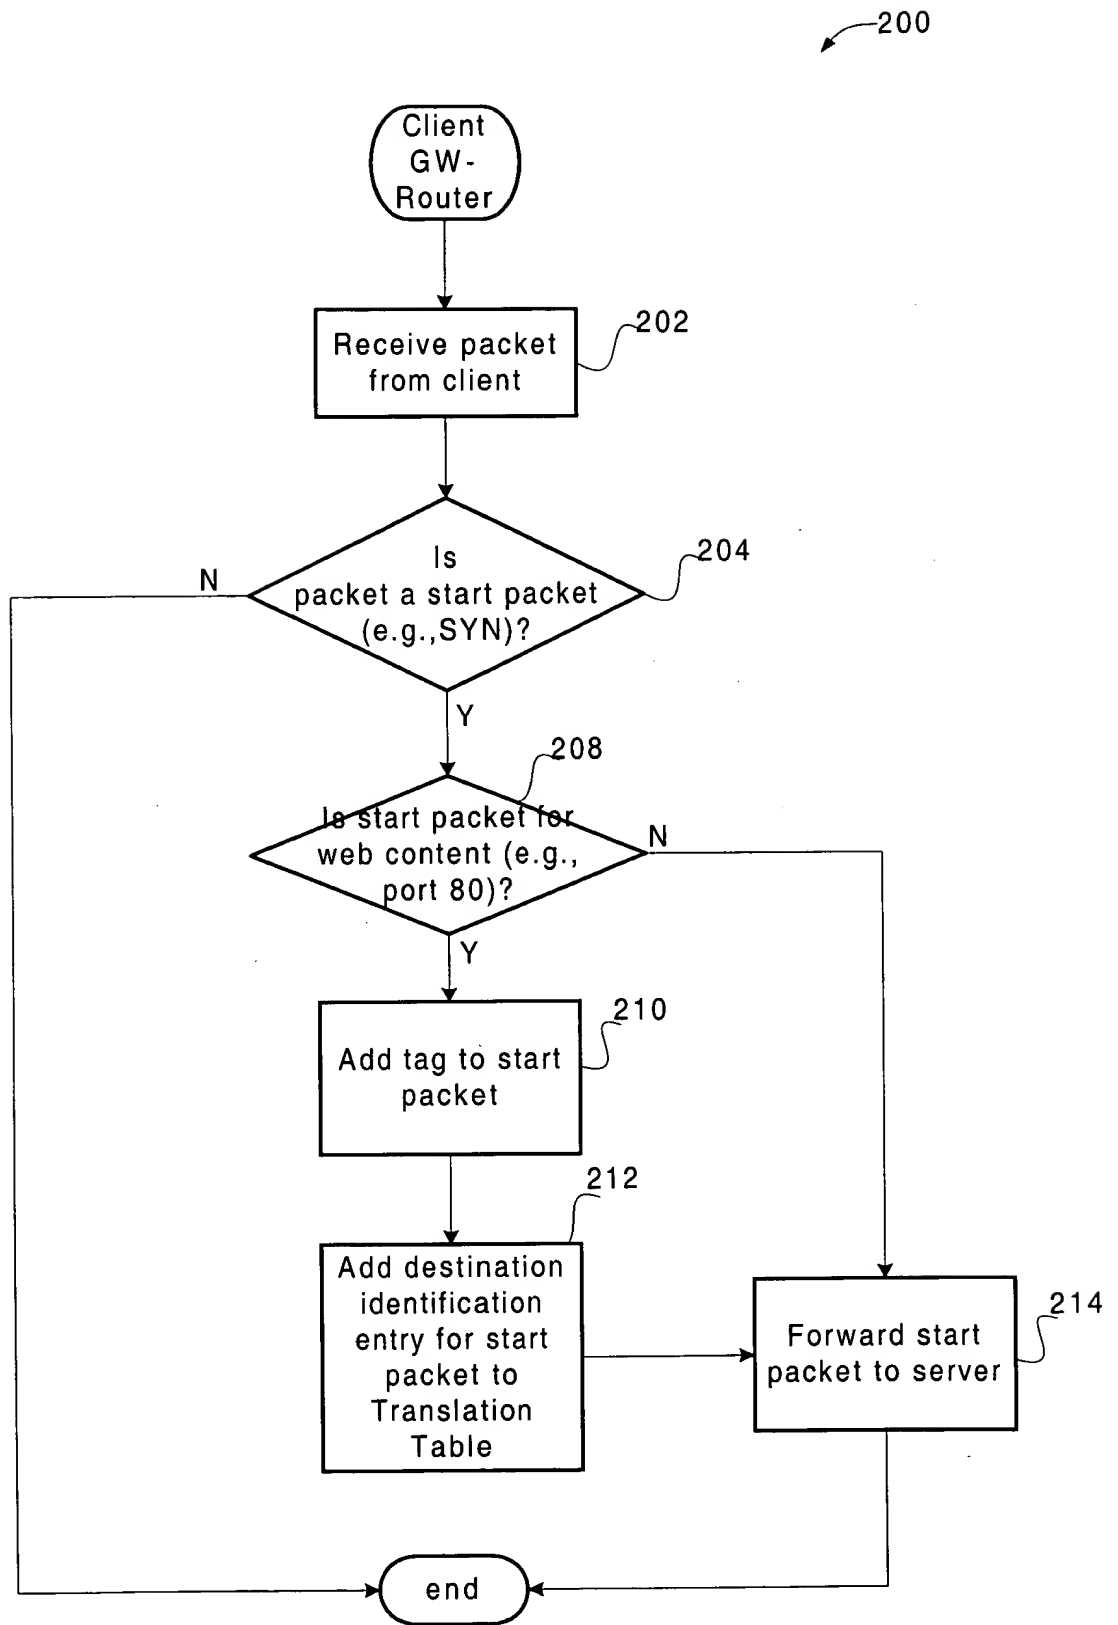 200
Client
GW-
Router
202
Receive packet
from client
204
N
Is
packet a start packet
(e.g.,SYN)?
Y
208
Is start packet for
web content (e.g.,
port 80)?
N
Y
210
Add tag to start
packet
212
Add destination
identification
entry for start
packet to
Translation
Table
214
Forward start
packet to server
end